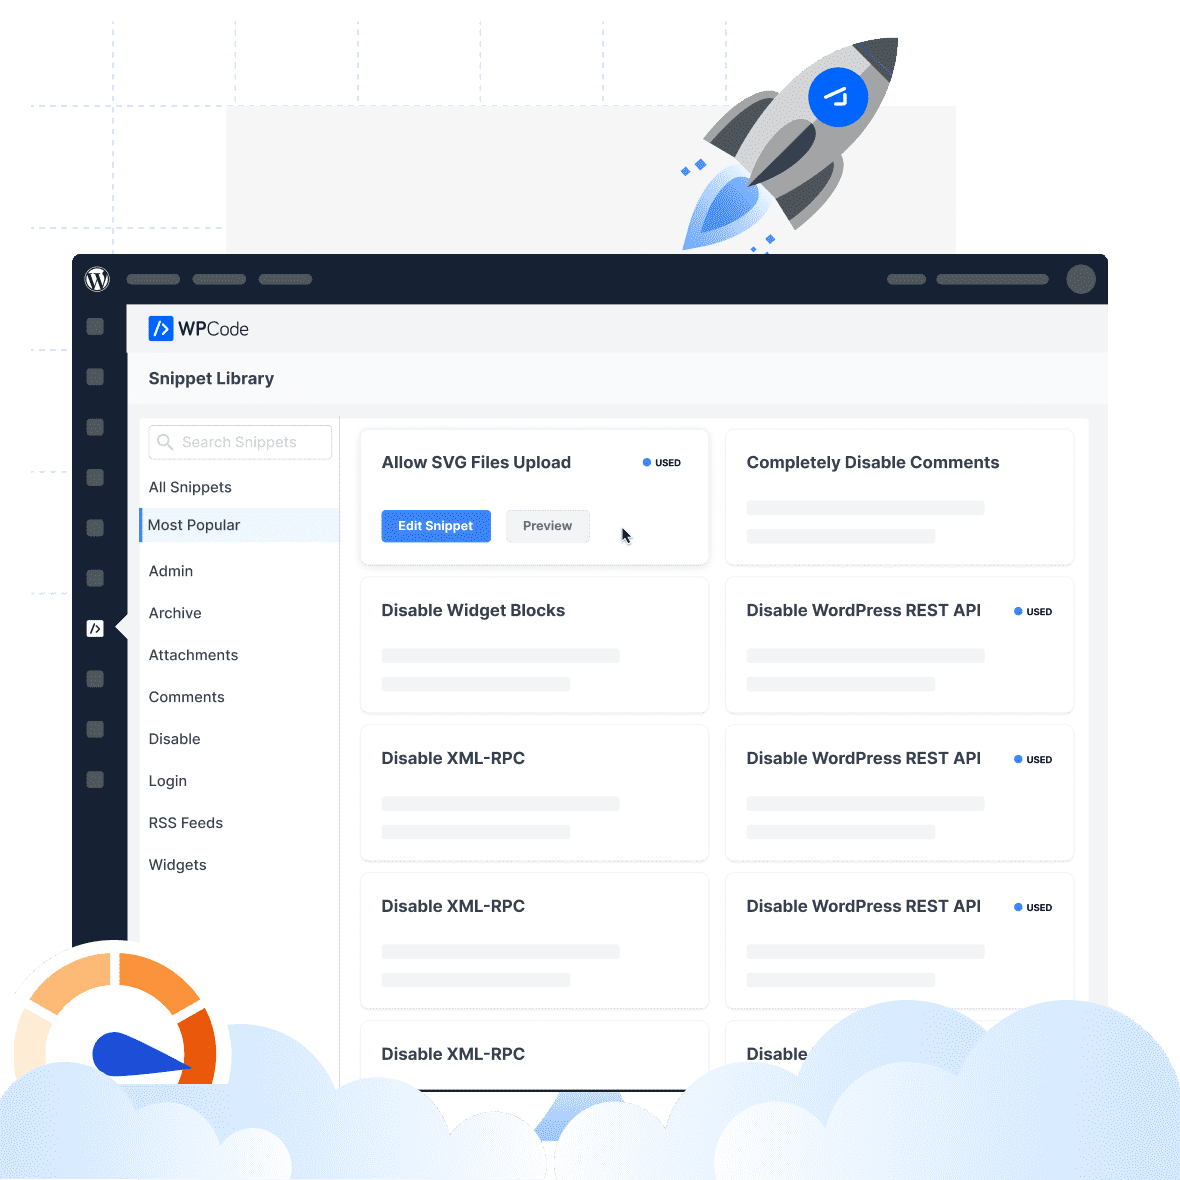 WPCode
Snippet Library
Search Snippets
All Snippets
Most Popular
Admin
Archive
Attachments
Comments
Disable
Login
RSS Feeds
Widgets
Allow SVG Files Upload
USED
Edit Snippet
Preview
Completely Disable Comments
Disable Widget Blocks
Disable WordPress REST API
USED
Disable XML-RPC
Disable WordPress REST API
USED
Disable XML-RPC
Disable WordPress REST API
USED
Disable XML-RPC
Disable